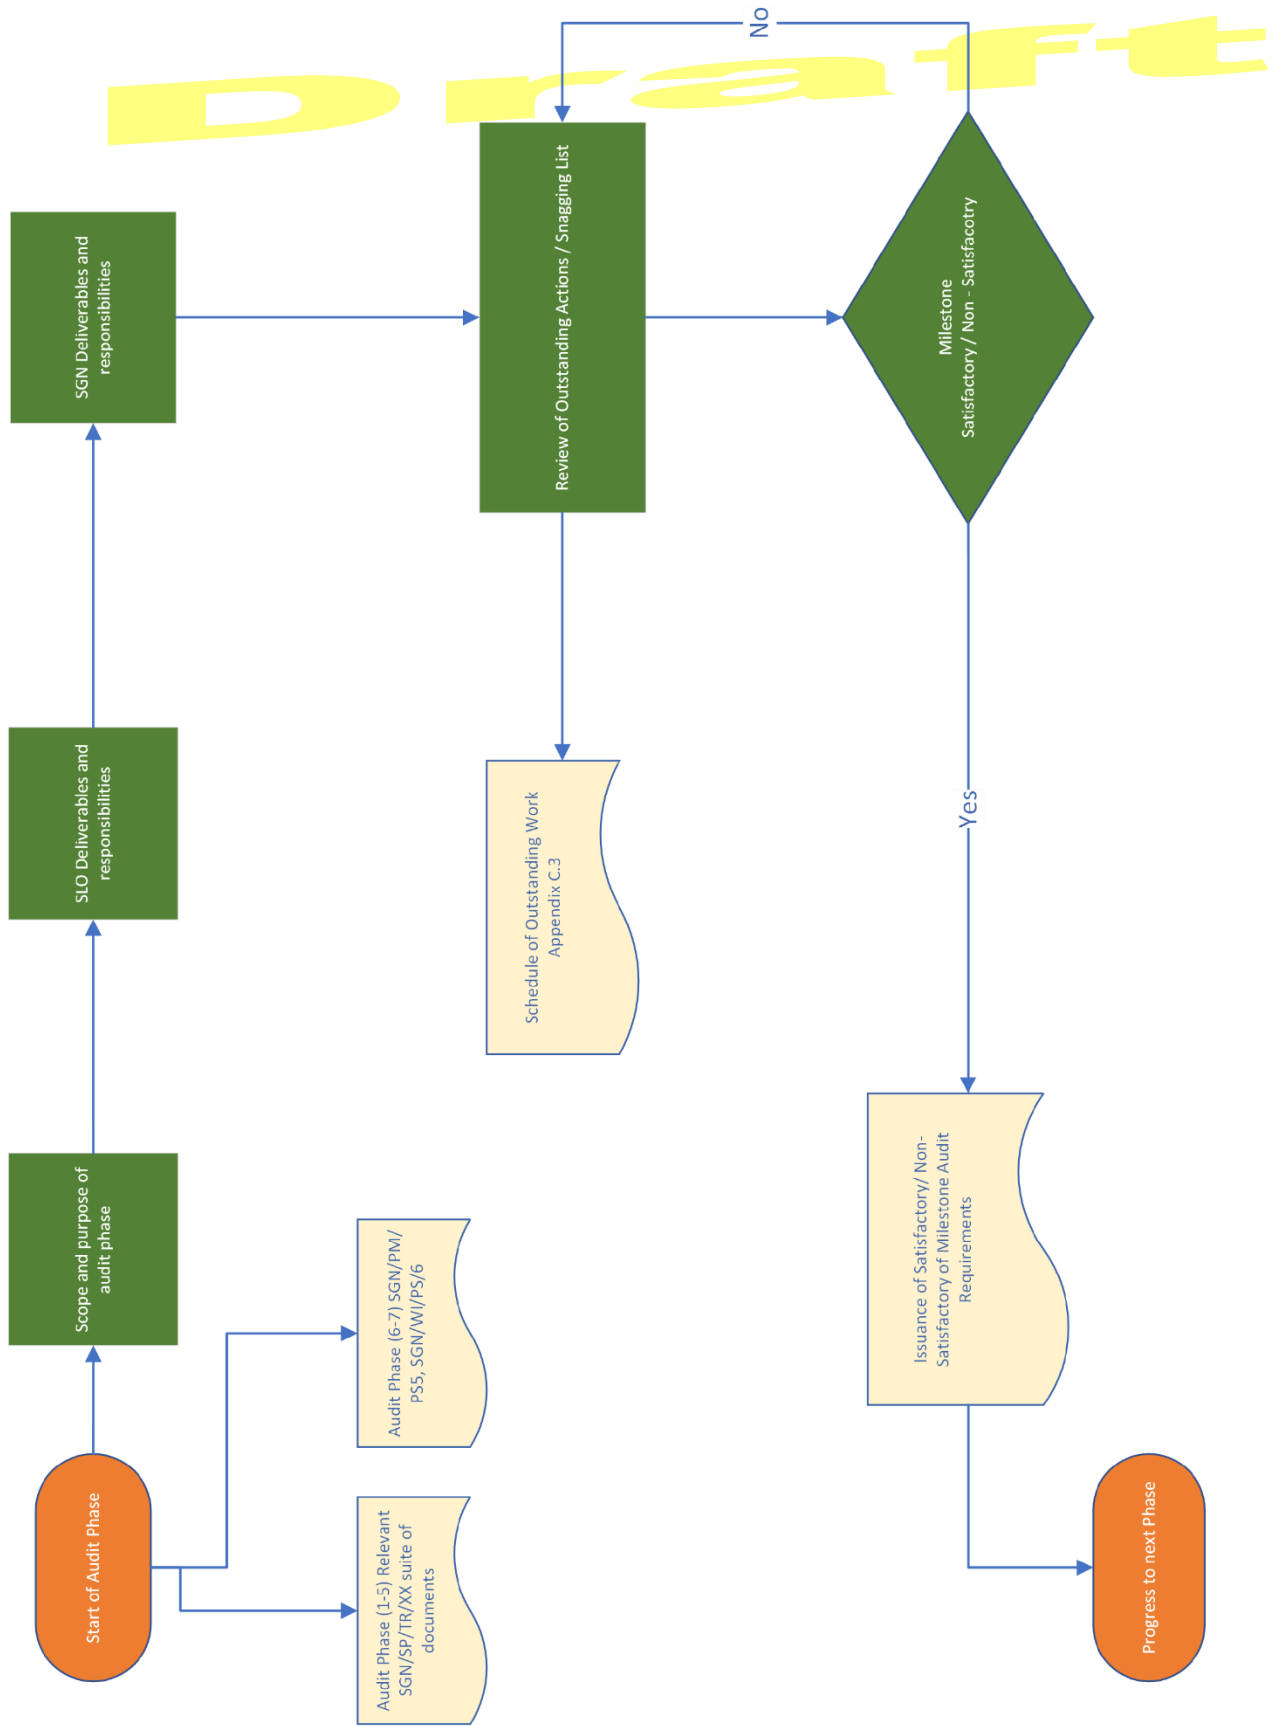 Start of Audit Phase
Scope and purpose of
audit phase
SLO Deliverables and
responsibilities
SGN Deliverables and
responsibilities
Audit Phase (1-5) Relevant
SGN/SP/TR/XX suite of
documents
Audit Phase (6-7) SGN/PM/
PS5, SGN/WI/PS/6
Schedule of Outstanding Work
Appendix C.3
Review of Outstanding Actions / Snagging List
No
Milestone
Satisfactory / Non - Satisfacotry
Yes
Issuance of Satisfactory/ Non-
Satisfactory of Milestone Audit
Requirements
Progress to next Phase
Draft